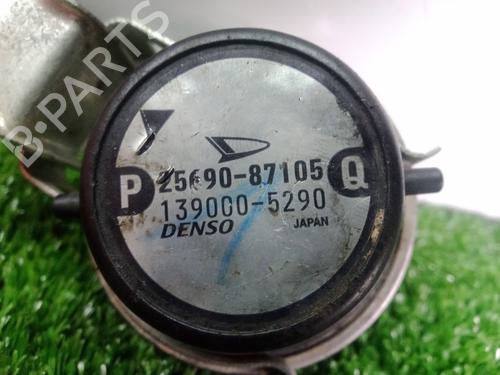 B-PARTS
P 25690-87105 Q
139000-5290
DENSO JAPAN